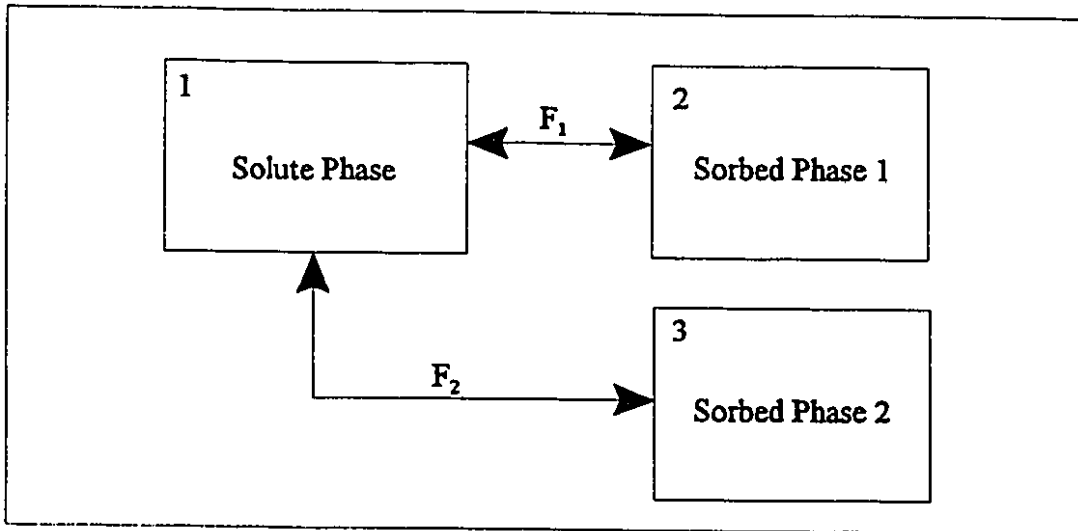 1
Solute Phase
F₁
2
Sorbed Phase 1
F₂
3
Sorbed Phase 2